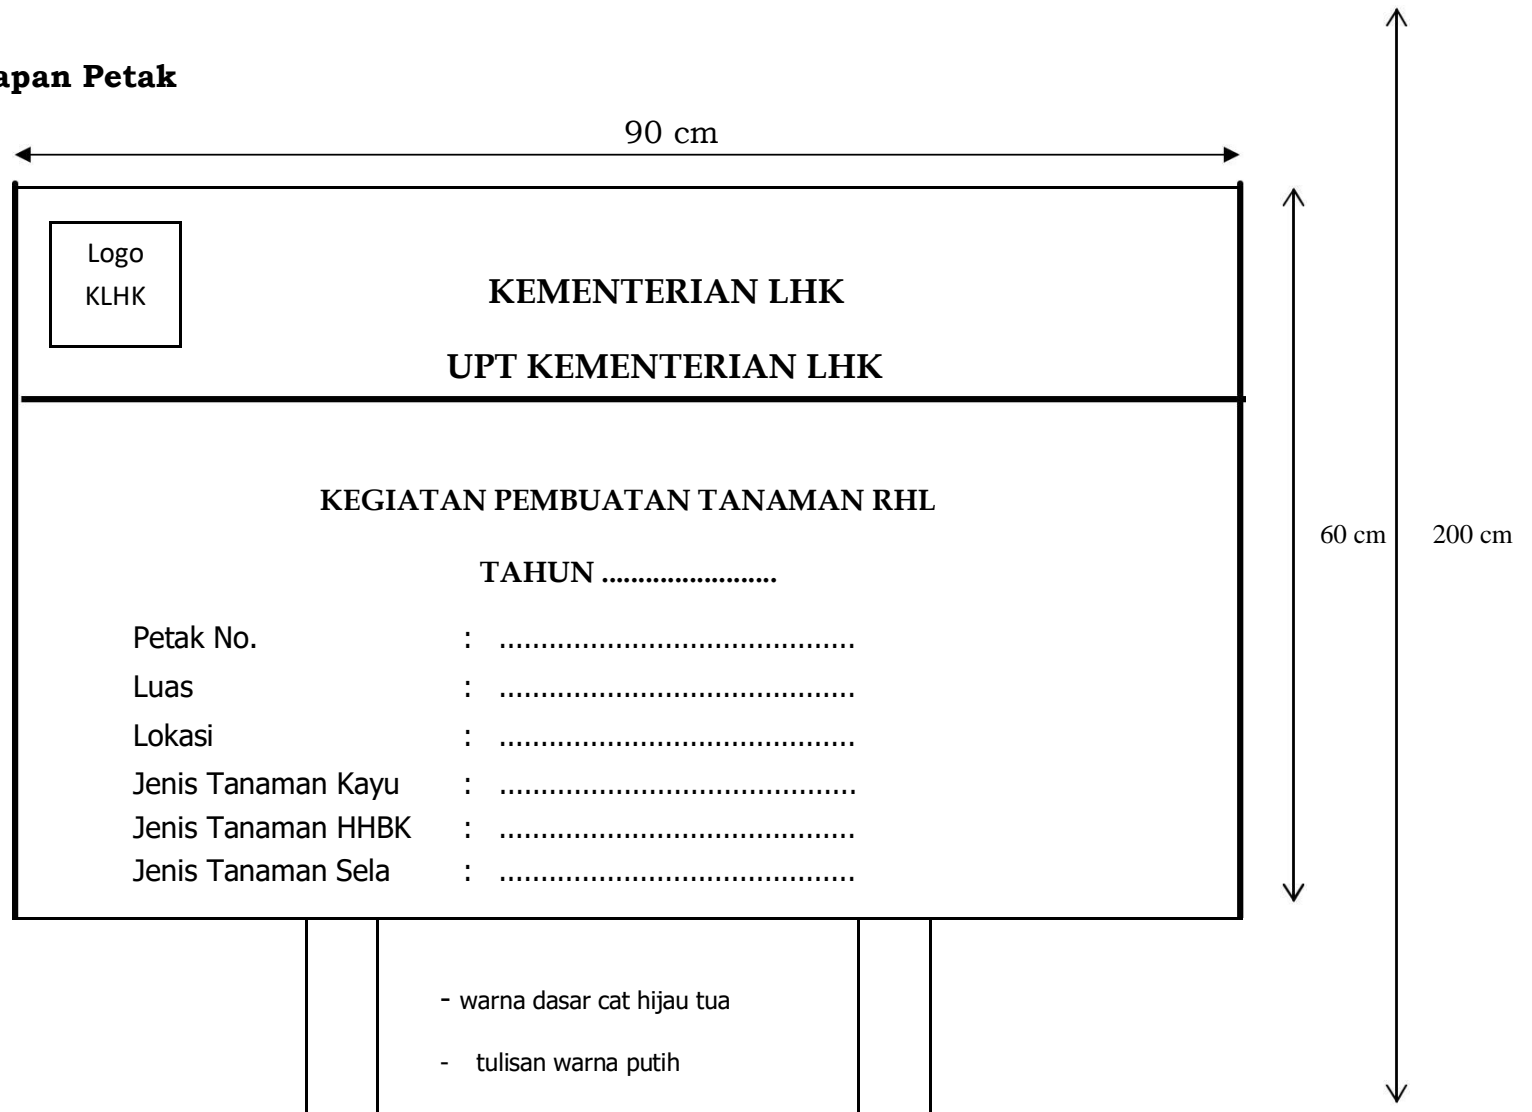 apan Petak
90 cm
Logo
KLHK
KEMENTERIAN LHK
UPT KEMENTERIAN LHK
KEGIATAN PEMBUATAN TANAMAN RHL
60 cm
200 cm
TAHUN ........................
Petak No. : ...........................................
Luas : ...........................................
Lokasi : ...........................................
Jenis Tanaman Kayu : ...........................................
Jenis Tanaman HHBK : ...........................................
Jenis Tanaman Sela : ...........................................
- warna dasar cat hijau tua
- tulisan warna putih